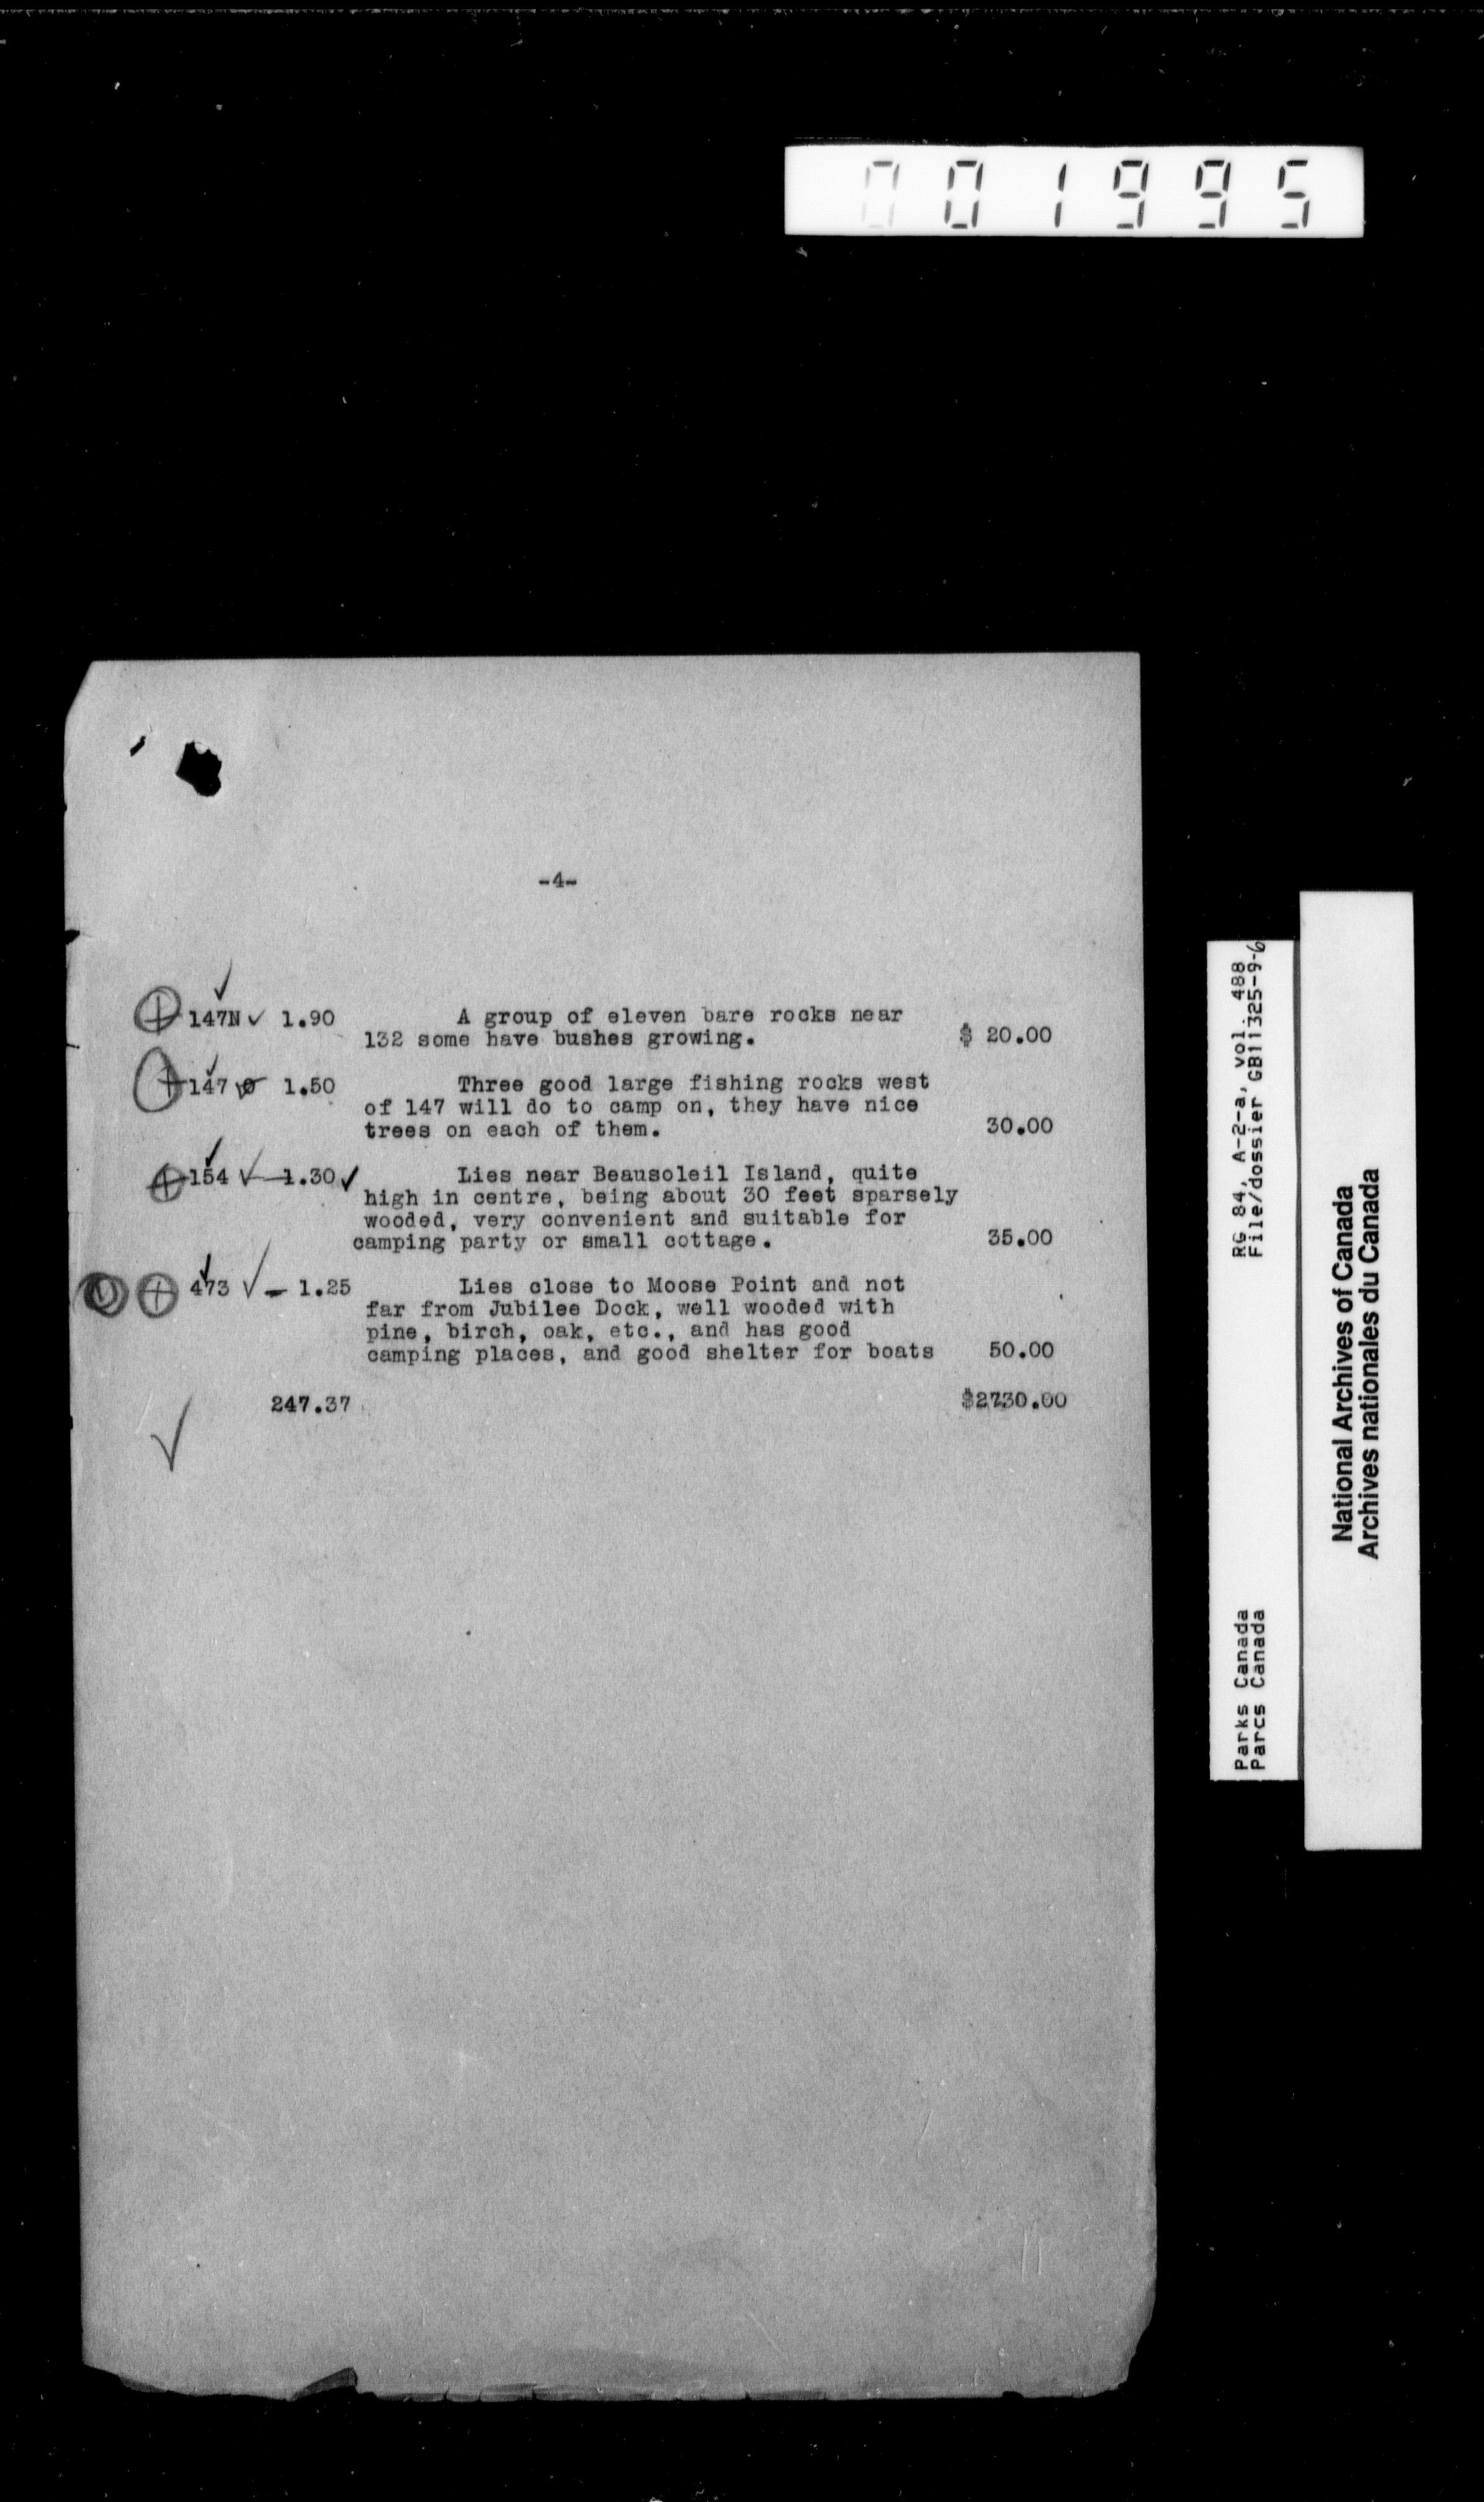 001995
-4-
147N 1.90 A group of eleven bare rocks near
132 some have bushes growing. $ 20.00
147 1.50 Three good large fishing rocks west
of 147 will do to camp on, they have nice
trees on each of them. 30.00
154 1.30 Lies near Beausoleil Island, quite
high in centre, being about 30 feet sparsely
wooded, very convenient and suitable for
camping party or small cottage. 35.00
473 - 1.25 Lies close to Moose Point and not
far from Jubilee Dock, well wooded with
pine, birch, oak, etc., and has good
camping places, and good shelter for boats 50.00
247.37 $2730.00
RG 84, A-2-a, vol. 488
File/dossier GB11325-9-6
Parks Canada
Parcs Canada
National Archives of Canada
Archives nationales du Canada